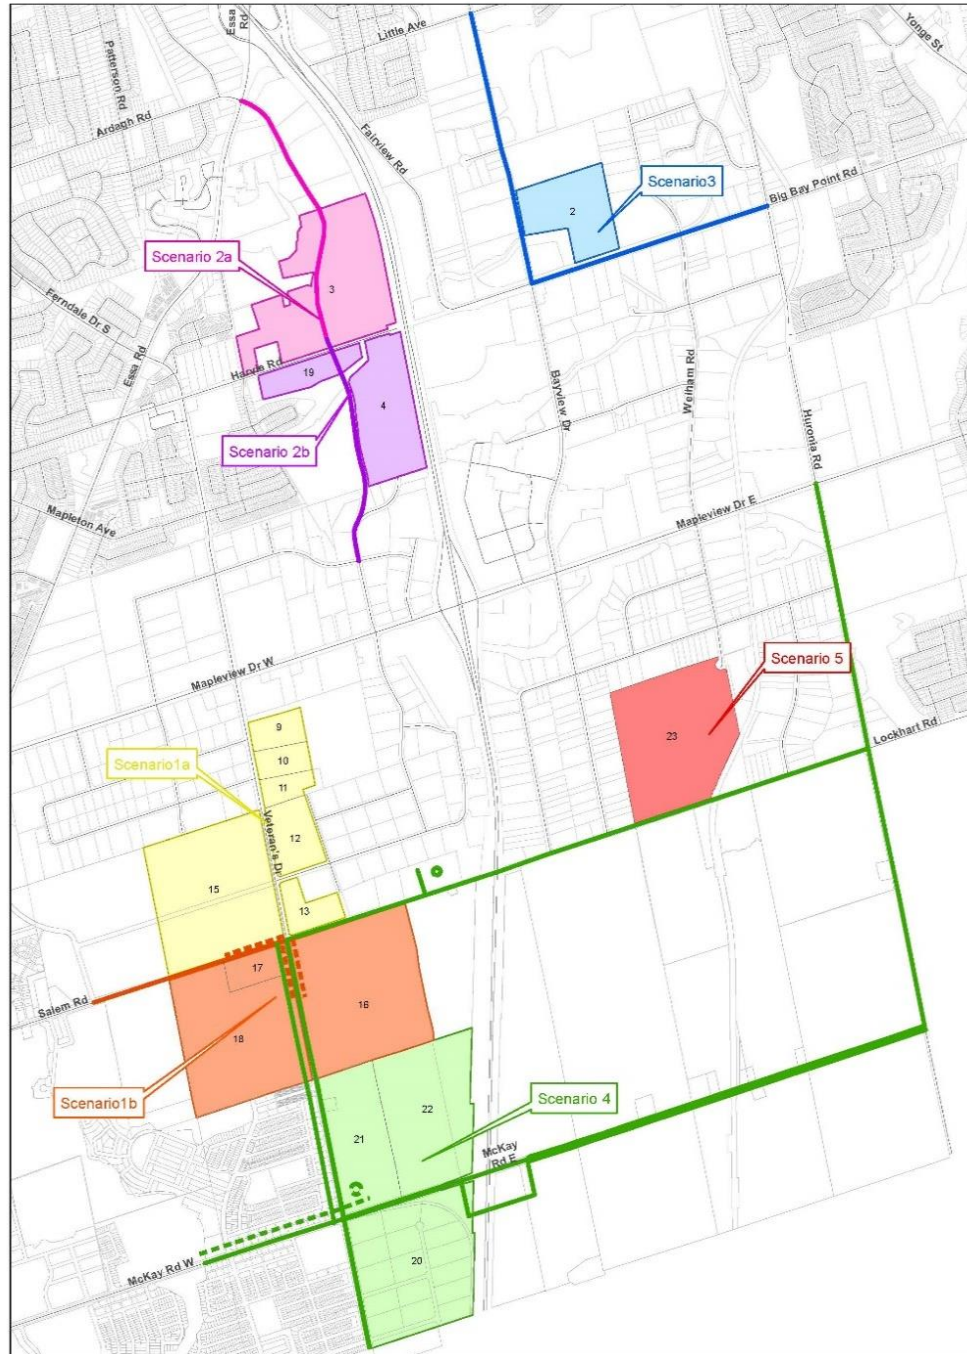 Essa
Rd
Little Ave
Yonge St
Patterson Rd
Ardagh Rd
Fairview Rd
Scenario3
Big Bay Point Rd
2
Scenario 2a
3
Ferndale Dr S
Essa Rd
Harvie Rd
19
4
Bayview Dr
Welham Rd
Huronia Rd
Scenario 2b
Mapleton Ave
Mapleview Dr E
Mapleview Dr W
Scenario 5
9
10
11
Scenario1a
12
Veteran's Dr
23
Lockhart Rd
15
13
17
16
Salem Rd
18
Scenario1b
Scenario 4
22
21
McKay
Rd E
20
McKay Rd W